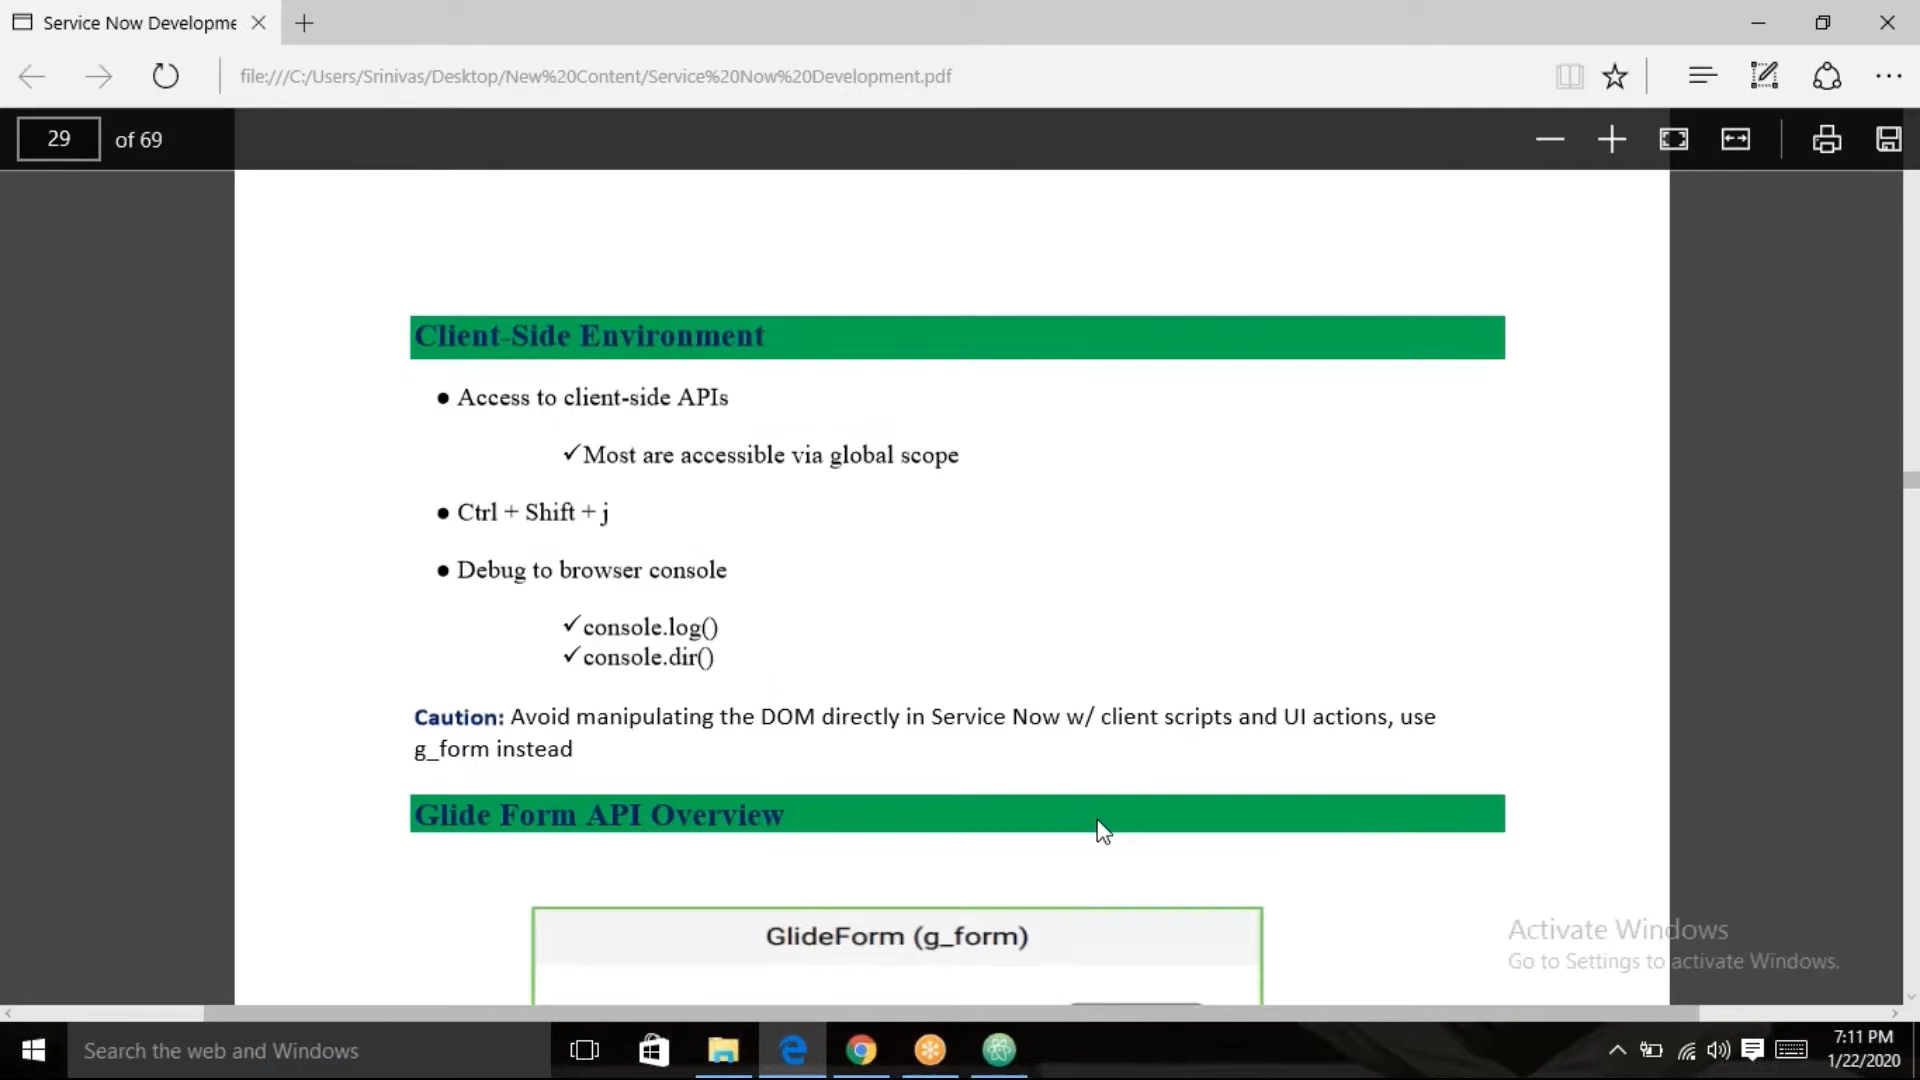 Service Now Developme
file:///C:/Users/Srinivas/Desktop/New%20Content/Service%20Now%20Development.pdf
29 of 69
Client-Side Environment
● Access to client-side APIs
✓Most are accessible via global scope
● Ctrl + Shift + j
● Debug to browser console
✓console.log()
✓console.dir()
Caution: Avoid manipulating the DOM directly in Service Now w/ client scripts and UI actions, use
g_form instead
Glide Form API Overview
GlideForm (g_form)
Activate Windows
Go to Settings to activate Windows.
Search the web and Windows
7:11 PM
1/22/2020